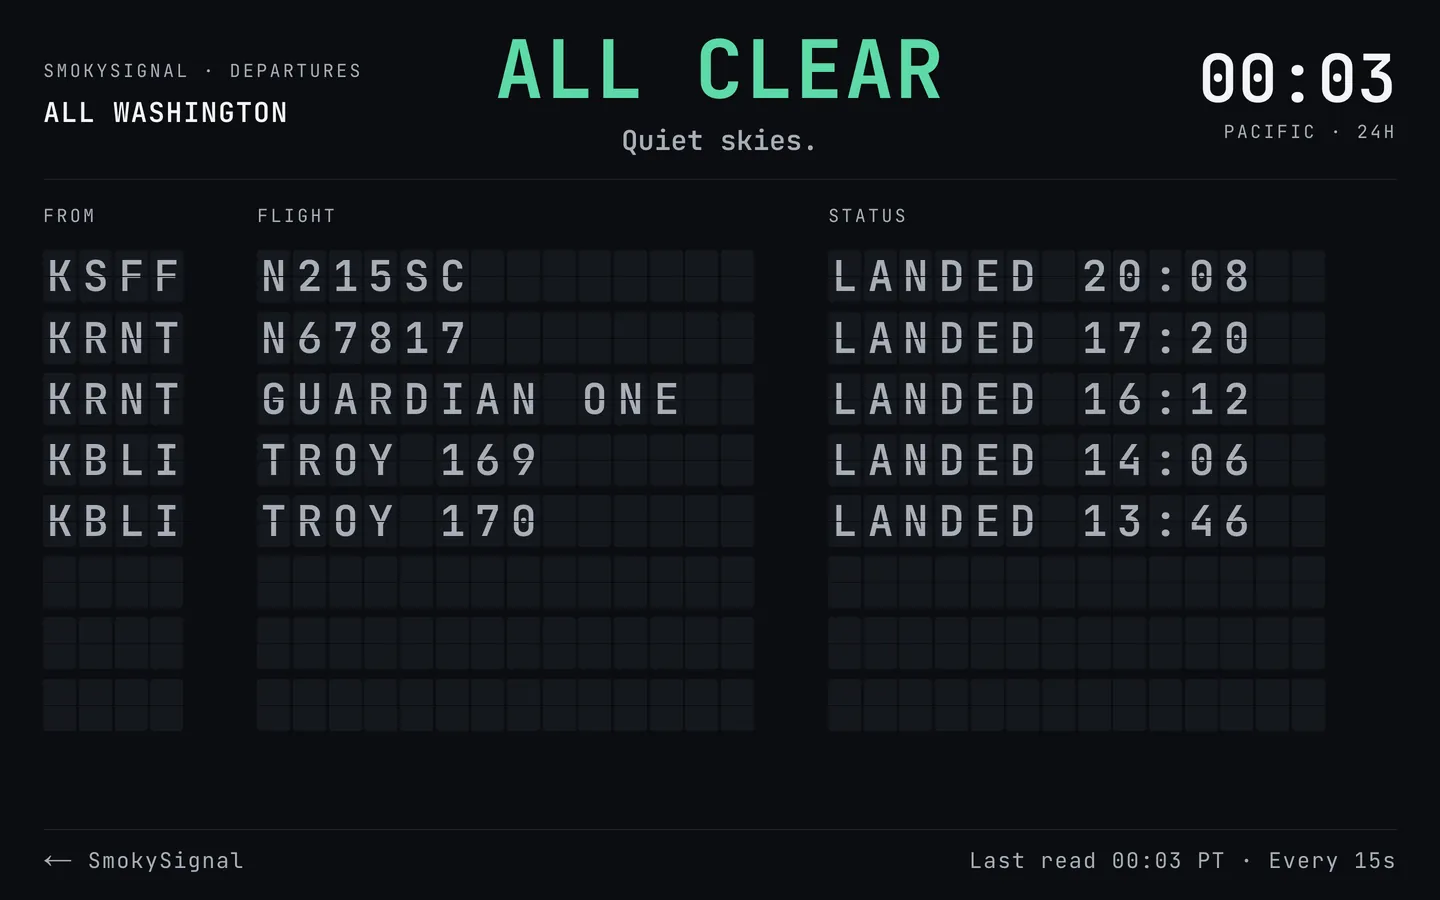 SMOKYSIGNAL · DEPARTURES
ALL WASHINGTON
ALL CLEAR
Quiet skies.
00:03
PACIFIC · 24H
FROM FLIGHT STATUS
KSFF N215SC LANDED 20:08
KRNT N67817 LANDED 17:20
KRNT GUARDIAN ONE LANDED 16:12
KBLI TROY 169 LANDED 14:06
KBLI TROY 170 LANDED 13:46
← SmokySignal
Last read 00:03 PT · Every 15s